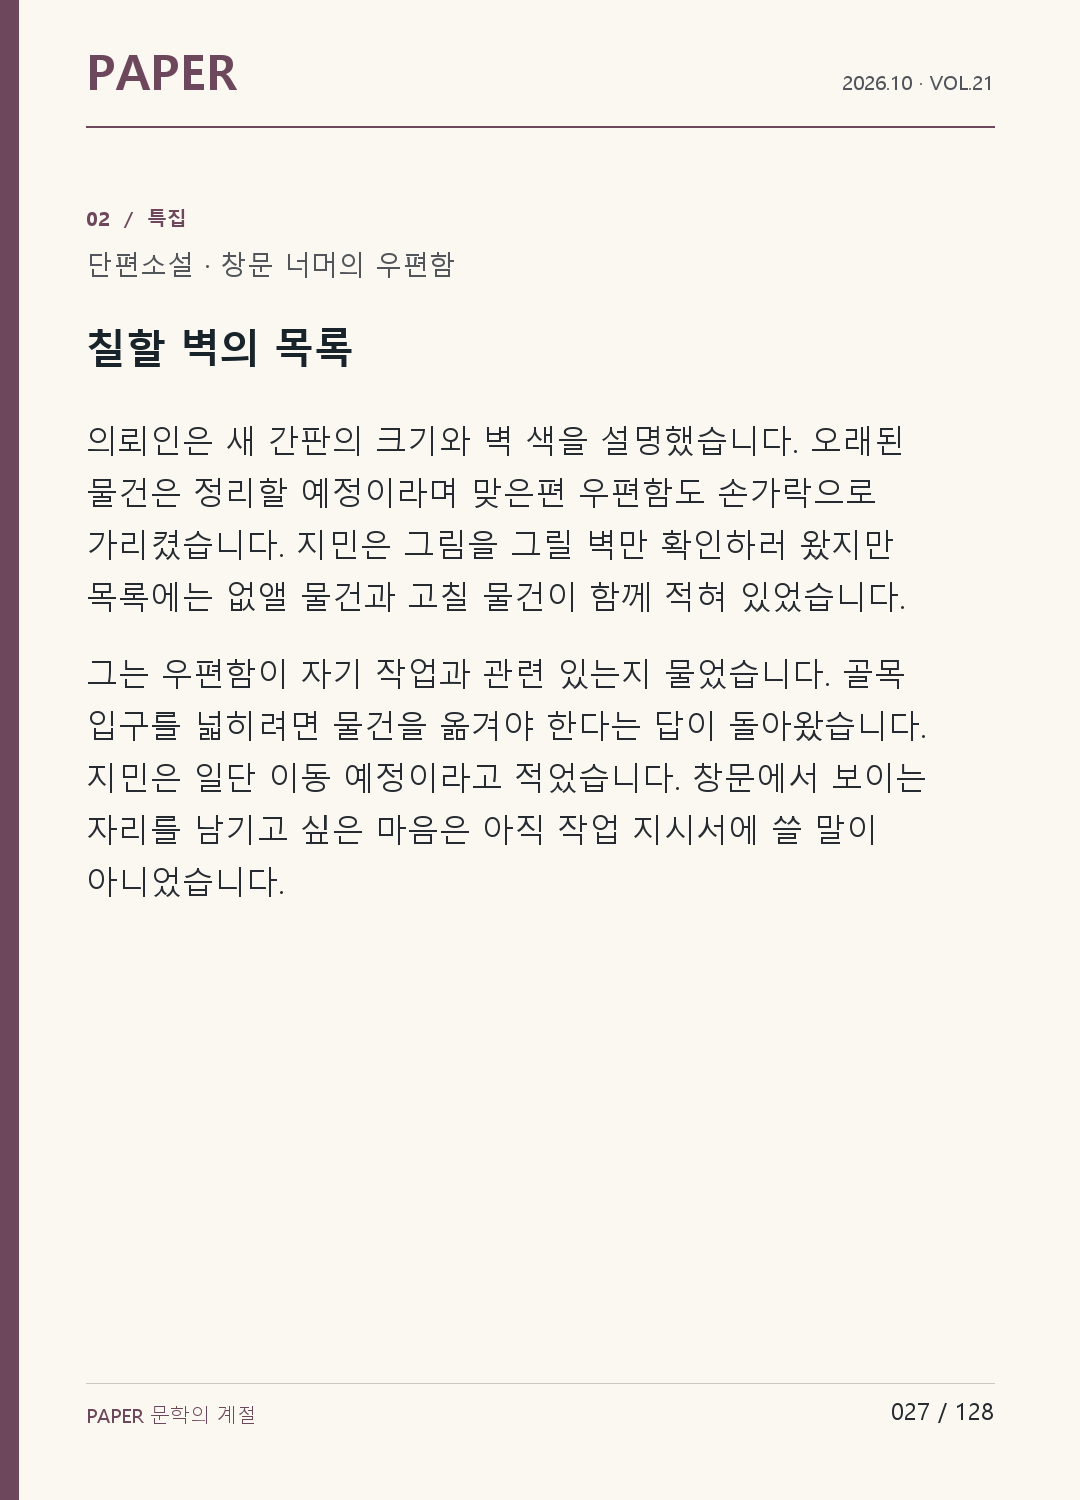 PAPER
2026.10 · VOL.21
02 / 특집
단편소설 · 창문 너머의 우편함
칠할 벽의 목록
의뢰인은 새 간판의 크기와 벽 색을 설명했습니다. 오래된
물건은 정리할 예정이라며 맞은편 우편함도 손가락으로
가리켰습니다. 지민은 그림을 그릴 벽만 확인하러 왔지만
목록에는 없앨 물건과 고칠 물건이 함께 적혀 있었습니다.
그는 우편함이 자기 작업과 관련 있는지 물었습니다. 골목
입구를 넓히려면 물건을 옮겨야 한다는 답이 돌아왔습니다.
지민은 일단 이동 예정이라고 적었습니다. 창문에서 보이는
자리를 남기고 싶은 마음은 아직 작업 지시서에 쓸 말이
아니었습니다.
PAPER 문학의 계절
027 / 128